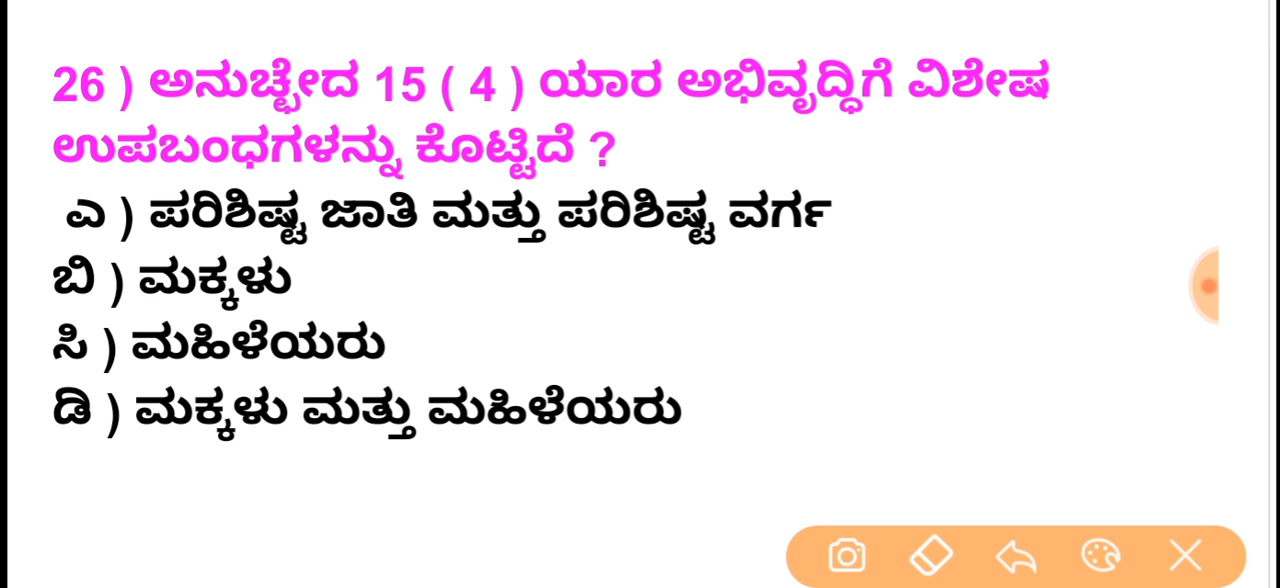 26 ) ಅನುಚ್ಛೇದ 15 ( 4 ) ಯಾರ ಅಭಿವೃದ್ಧಿಗೆ ವಿಶೇಷ
ಉಪಬಂಧಗಳನ್ನು ಕೊಟ್ಟಿದೆ ?
ಎ ) ಪರಿಶಿಷ್ಟ ಜಾತಿ ಮತ್ತು ಪರಿಶಿಷ್ಟ ವರ್ಗ
ಬಿ ) ಮಕ್ಕಳು
ಸಿ ) ಮಹಿಳೆಯರು
ಡಿ ) ಮಕ್ಕಳು ಮತ್ತು ಮಹಿಳೆಯರು